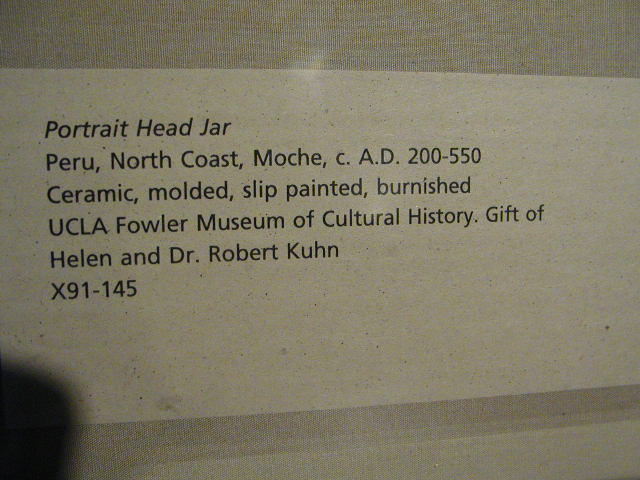 Portrait Head Jar
Peru, North Coast, Moche, c. A.D. 200-550
Ceramic, molded, slip painted, burnished
UCLA Fowler Museum of Cultural History. Gift of
Helen and Dr. Robert Kuhn
X91-145